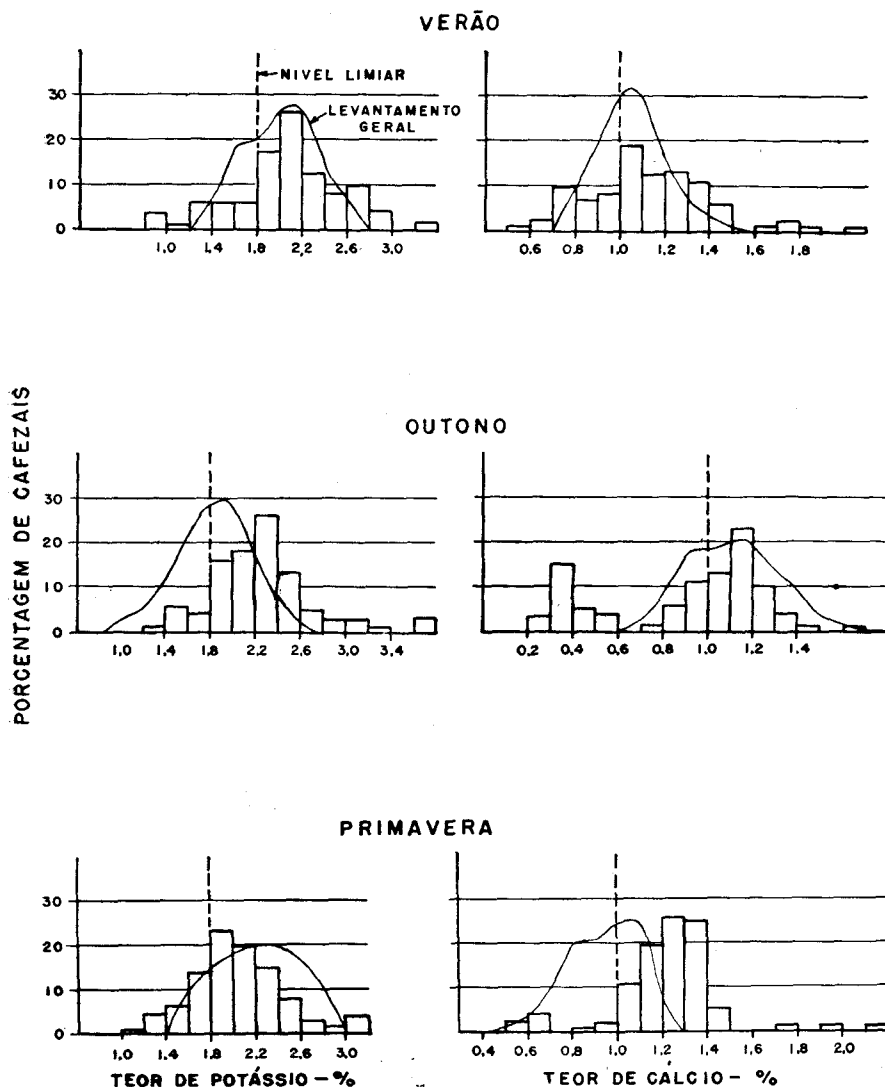 VERÃO
NIVEL LIMIAR
LEVANTAMENTO
GERAL
30
20
10
0
1,0 1,4 1,8 2,2 2,6 3,0
0,6 0,8 1,0 1,2 1,4 1,6 1,8
PORCENTAGEM DE CAFEZAIS
OUTONO
30
20
10
0
1,0 1,4 1,8 2,2 2,6 3,0 3,4
0,2 0,4 0,6 0,8 1,0 1,2 1,4
PRIMAVERA
30
20
10
0
1,0 1,4 1,8 2,2 2,6 3,0
0,4 0,6 0,8 1,0 1,2 1,4 1,6 1,8 2,0
TEOR DE POTÁSSIO - %
TEOR DE CÁLCIO - %